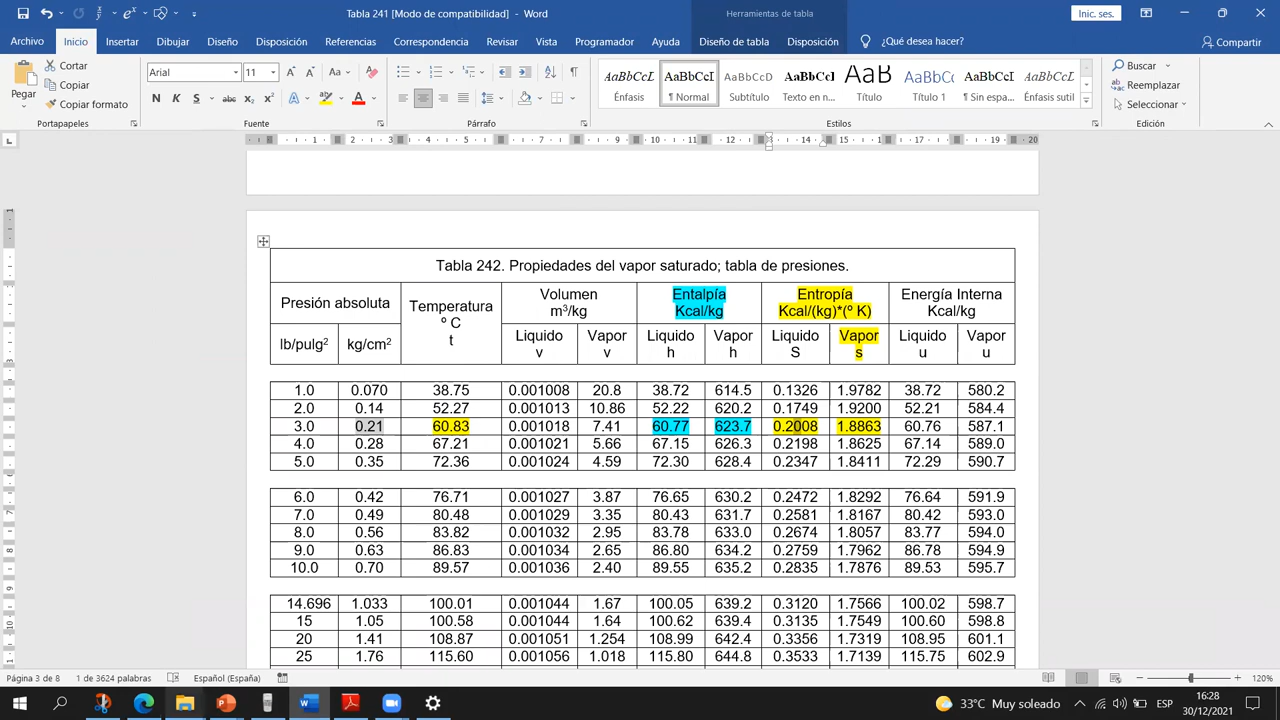 Tabla 241 [Modo de compatibilidad] - Word
Herramientas de tabla
Inic. ses.
Archivo Inicio Insertar Dibujar Diseño Disposición Referencias Correspondencia Revisar Vista Programador Ayuda Diseño de tabla Disposición ¿Qué desea hacer? Compartir
Pegar
Cortar
Copiar
Copiar formato
Portapapeles
Arial 11
N K S abc x₂ x²
Fuente
Párrafo
AaBbCcL AaBbCcI AaBbCcD AaBbCcI AaB AaBbCcI AaBbCcI AaBbCcL
Énfasis ¶ Normal Subtítulo Texto en n... Título Título 1 ¶ Sin espa... Énfasis sutil
Estilos
Buscar
Reemplazar
Seleccionar
Edición
Tabla 242. Propiedades del vapor saturado; tabla de presiones.
Presión absoluta
Temperatura
º C
t
Volumen
m³/kg
Entalpía
Kcal/kg
Entropía
Kcal/(kg)*(º K)
Energía Interna
Kcal/kg
lb/pulg² kg/cm²
Liquido Vapor Liquido Vapor Liquido Vapor Liquido Vapor
v v h h S s u u
1.0 0.070 38.75 0.001008 20.8 38.72 614.5 0.1326 1.9782 38.72 580.2
2.0 0.14 52.27 0.001013 10.86 52.22 620.2 0.1749 1.9200 52.21 584.4
3.0 0.21 60.83 0.001018 7.41 60.77 623.7 0.2008 1.8863 60.76 587.1
4.0 0.28 67.21 0.001021 5.66 67.15 626.3 0.2198 1.8625 67.14 589.0
5.0 0.35 72.36 0.001024 4.59 72.30 628.4 0.2347 1.8411 72.29 590.7
6.0 0.42 76.71 0.001027 3.87 76.65 630.2 0.2472 1.8292 76.64 591.9
7.0 0.49 80.48 0.001029 3.35 80.43 631.7 0.2581 1.8167 80.42 593.0
8.0 0.56 83.82 0.001032 2.95 83.78 633.0 0.2674 1.8057 83.77 594.0
9.0 0.63 86.83 0.001034 2.65 86.80 634.2 0.2759 1.7962 86.78 594.9
10.0 0.70 89.57 0.001036 2.40 89.55 635.2 0.2835 1.7876 89.53 595.7
14.696 1.033 100.01 0.001044 1.67 100.05 639.2 0.3120 1.7566 100.02 598.7
15 1.05 100.58 0.001044 1.64 100.62 639.4 0.3135 1.7549 100.60 598.8
20 1.41 108.87 0.001051 1.254 108.99 642.4 0.3356 1.7319 108.95 601.1
25 1.76 115.60 0.001056 1.018 115.80 644.8 0.3533 1.7139 115.75 602.9
Página 3 de 8 1 de 3624 palabras Español (España) 120%
33°C Muy soleado ESP 16:28
30/12/2021